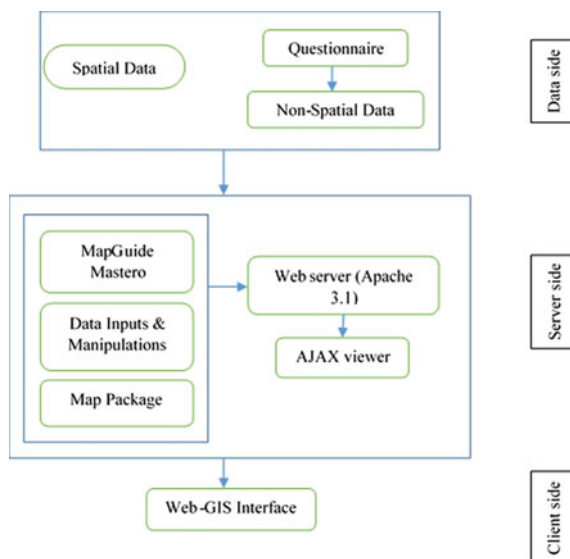 Spatial Data
Questionnaire
Non-Spatial Data
Data side
MapGuide
Mastero
Data Inputs &
Manipulations
Map Package
Web server (Apache
3.1)
AJAX viewer
Server side
Web-GIS Interface
Client side